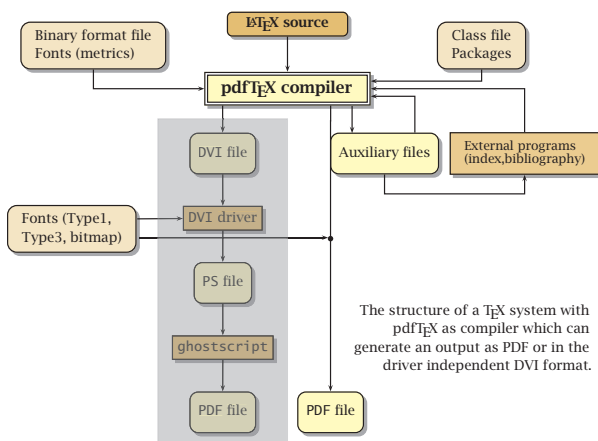 LATEX source
Binary format file
Fonts (metrics)
Class file
Packages
pdfTEX compiler
DVI file
Auxiliary files
External programs
(index,bibliography)
Fonts (Type1,
Type3, bitmap)
DVI driver
PS file
The structure of a TEX system with
pdfTEX as compiler which can
generate an output as PDF or in the
driver independent DVI format.
ghostscript
PDF file
PDF file